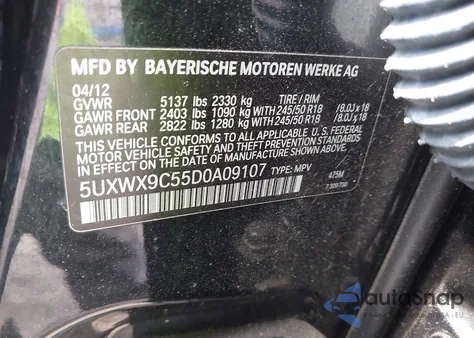 MFD BY BAYERISCHE MOTOREN WERKE AG
04/12
GVWR 5137 lbs 2330 kg TIRE / RIM
GAWR FRONT 2403 lbs 1090 kg WITH 245/50 R18 / 8.0J x 18
GAWR REAR 2822 lbs 1280 kg WITH 245/50 R18 / 8.0J x 18
THIS VEHICLE CONFORMS TO ALL APPLICABLE U.S. FEDERAL
MOTOR VEHICLE SAFETY AND THEFT PREVENTION STANDARDS
IN EFFECT ON THE DATE OF MANUFACTURE SHOWN ABOVE.
5UXWX9C55D0A09107 TYPE: MPV
475M
autoSnap